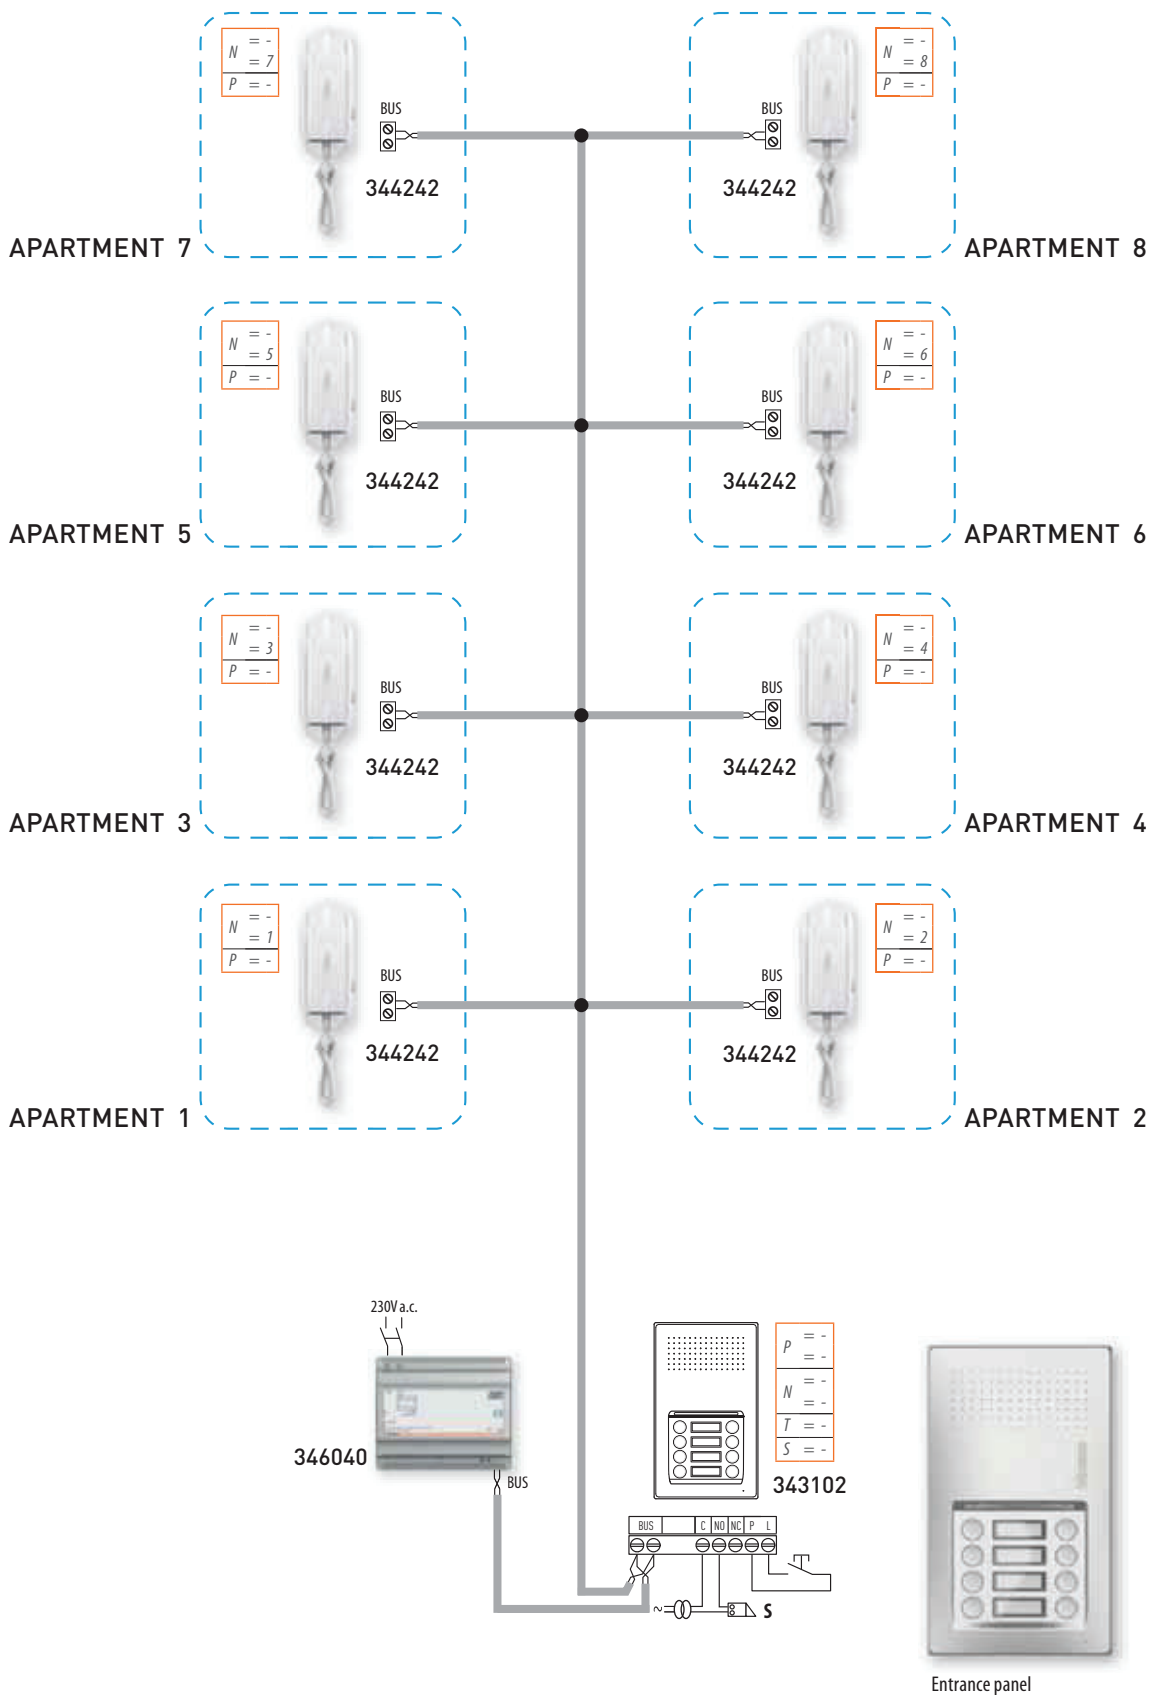 N = -
= 7
P = -
BUS
344242
APARTMENT 7
N = -
= 8
P = -
BUS
344242
APARTMENT 8
N = -
= 5
P = -
BUS
344242
APARTMENT 5
N = -
= 6
P = -
BUS
344242
APARTMENT 6
N = -
= 3
P = -
BUS
344242
APARTMENT 3
N = -
= 4
P = -
BUS
344242
APARTMENT 4
N = -
= 1
P = -
BUS
344242
APARTMENT 1
N = -
= 2
P = -
BUS
344242
APARTMENT 2
230V a.c.
346040
BUS
P = -
= -
N = -
= -
T = -
S = -
343102
BUS C NO NC P L
~
S
Entrance panel